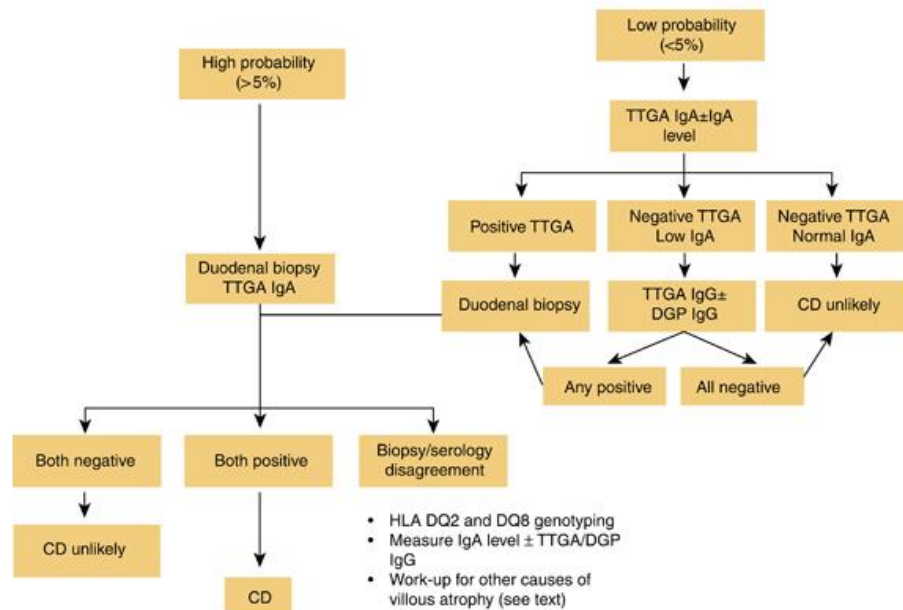 Low probability
(<5%)
High probability
(>5%)
TTGA IgA±IgA
level
Positive TTGA
Negative TTGA
Low IgA
Negative TTGA
Normal IgA
Duodenal biopsy
TTGA IgA
Duodenal biopsy
TTGA IgG±
DGP IgG
CD unlikely
Any positive
All negative
Both negative
Both positive
Biopsy/serology
disagreement
CD unlikely
CD
• HLA DQ2 and DQ8 genotyping
• Measure IgA level ± TTGA/DGP
IgG
• Work-up for other causes of
villous atrophy (see text)